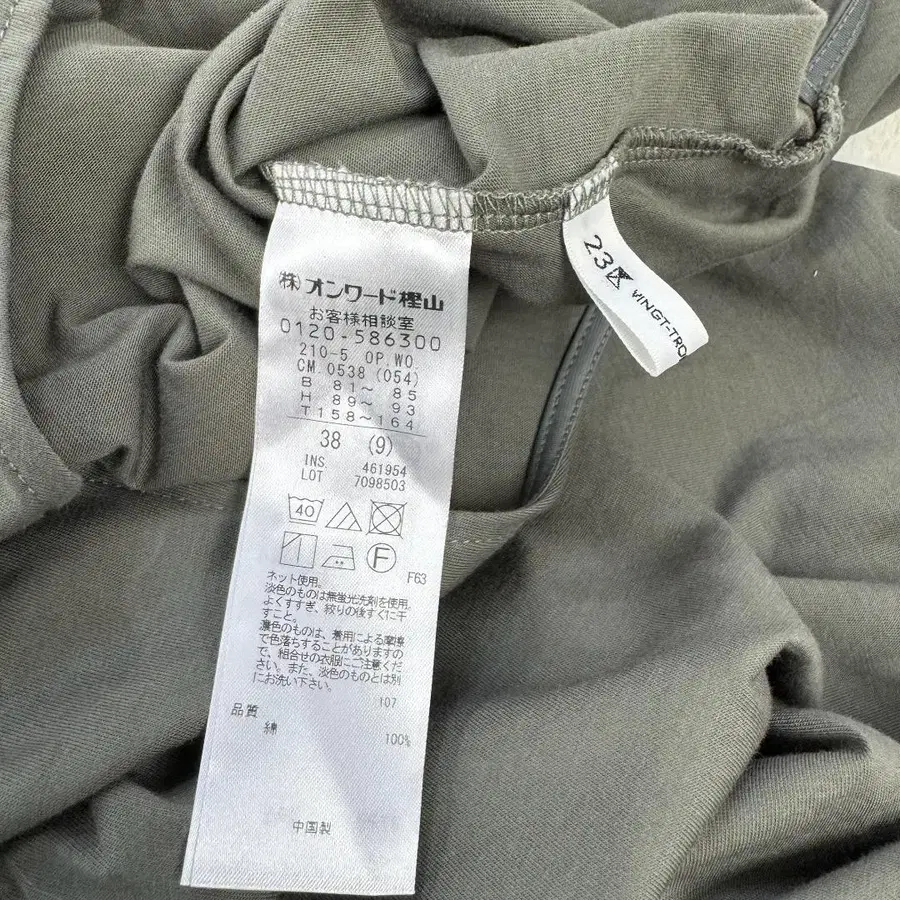 ㈱オンワード樫山
お客様相談室
0120-586300
210-5 OP.WO.
CM.0538 (054)
B 81～ 85
H 89～ 93
T 158～164
38 (9)
INS. 461954
LOT 7098503
40
F
F63
ネット使用。
淡色のものは無蛍光洗剤を使用。
よくすすぎ、絞りの後すぐに干
すこと。
濃色のものは、着用による摩擦
で色落ちすることがありますの
で、組合せの衣服にご注意くだ
さい。また、淡色のものとは別
にお洗い下さい。
107
品質
綿 100%
中国製
23区
VINGT-TRO